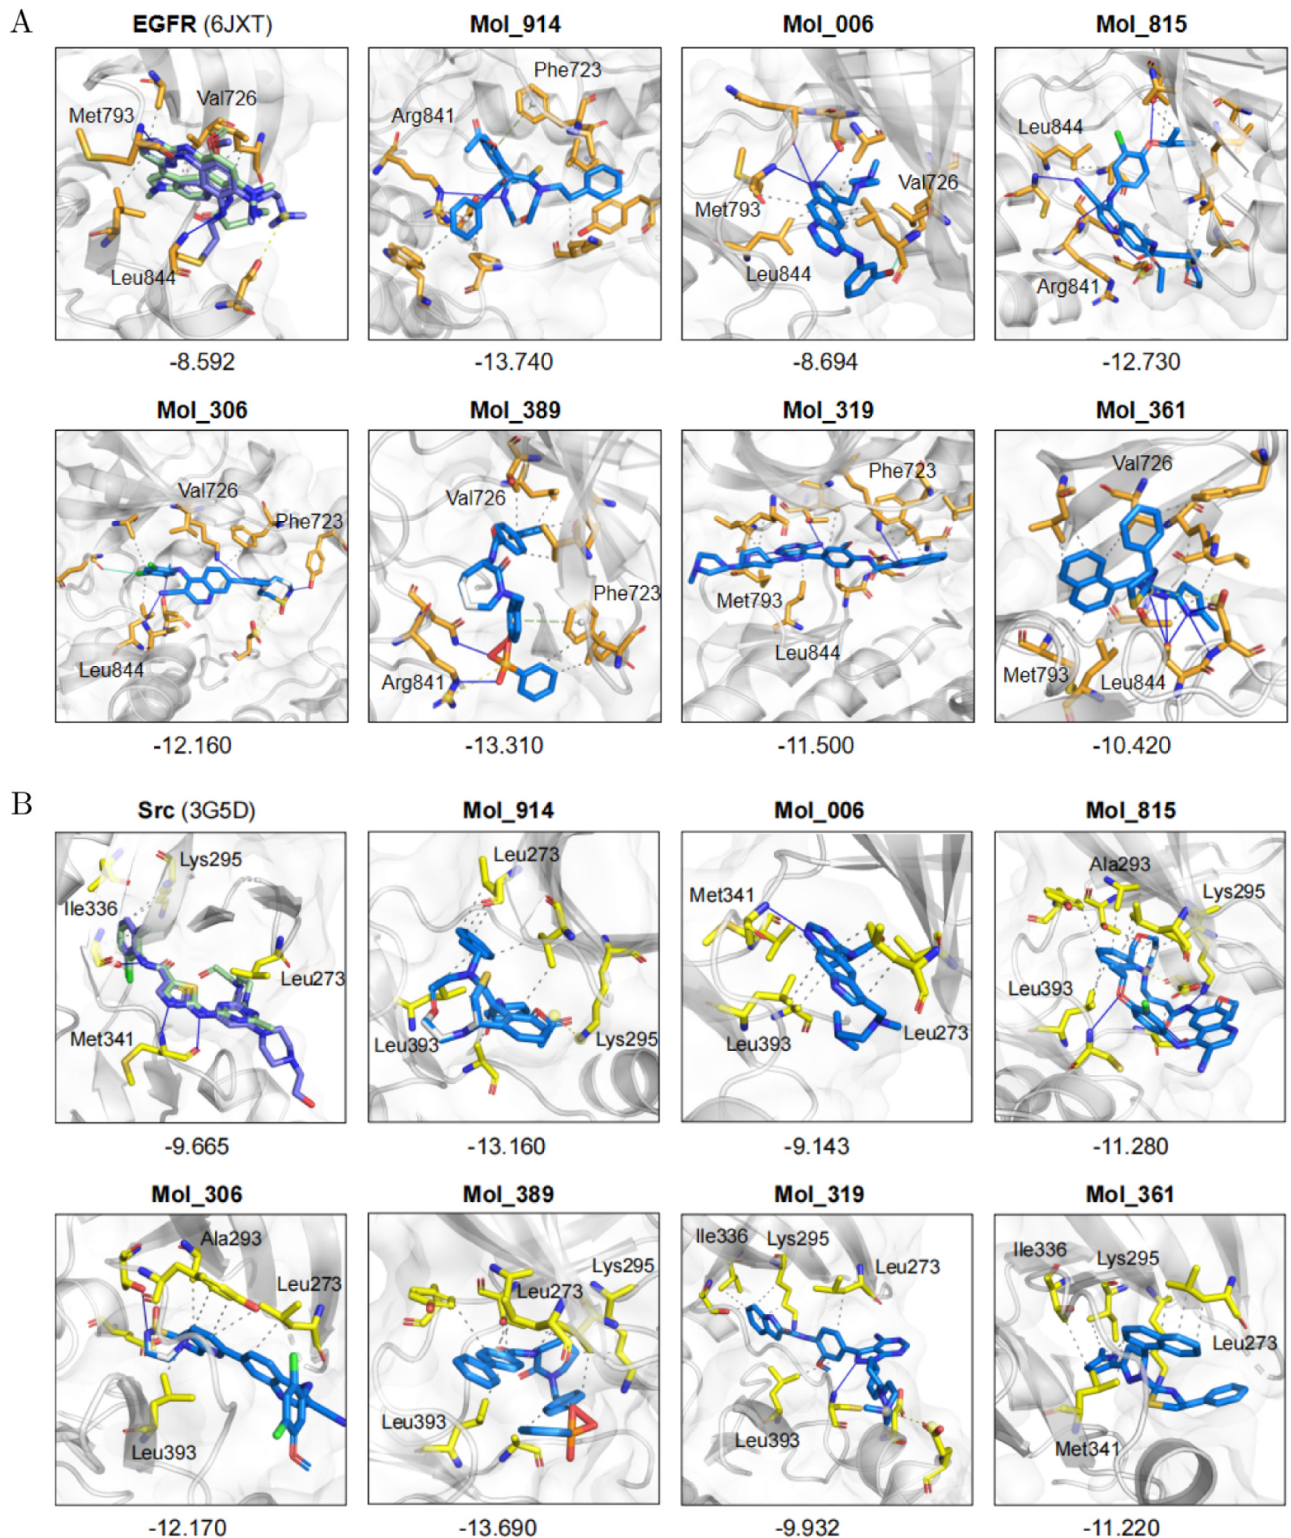 A
EGFR (6JXT) Mol_914 Mol_006 Mol_815
Met793 Val726
Leu844
Phe723
Arg841
Met793 Val726
Leu844
Leu844
Arg841
-8.592 -13.740 -8.694 -12.730
Mol_306 Mol_389 Mol_319 Mol_361
Val726
Phe723
Leu844
Val726
Phe723
Arg841
Phe723
Met793
Leu844
Val726
Met793 Leu844
-12.160 -13.310 -11.500 -10.420
B
Src (3G5D) Mol_914 Mol_006 Mol_815
Lys295
Ile336
Leu273
Met341
Leu273
Leu393 Lys295
Met341
Leu393 Leu273
Ala293
Lys295
Leu393
-9.665 -13.160 -9.143 -11.280
Mol_306 Mol_389 Mol_319 Mol_361
Ala293
Leu273
Leu393
Lys295
Leu273
Leu393
Ile336 Lys295
Leu273
Leu393
Ile336 Lys295
Leu273
Met341
-12.170 -13.690 -9.932 -11.220